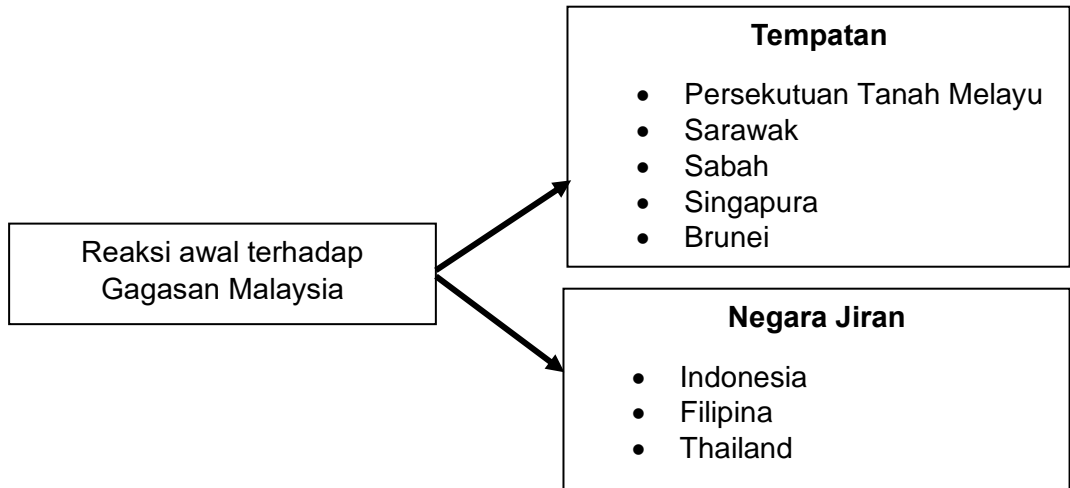 Reaksi awal terhadap
Gagasan Malaysia
Tempatan
• Persekutuan Tanah Melayu
• Sarawak
• Sabah
• Singapura
• Brunei
Negara Jiran
• Indonesia
• Filipina
• Thailand